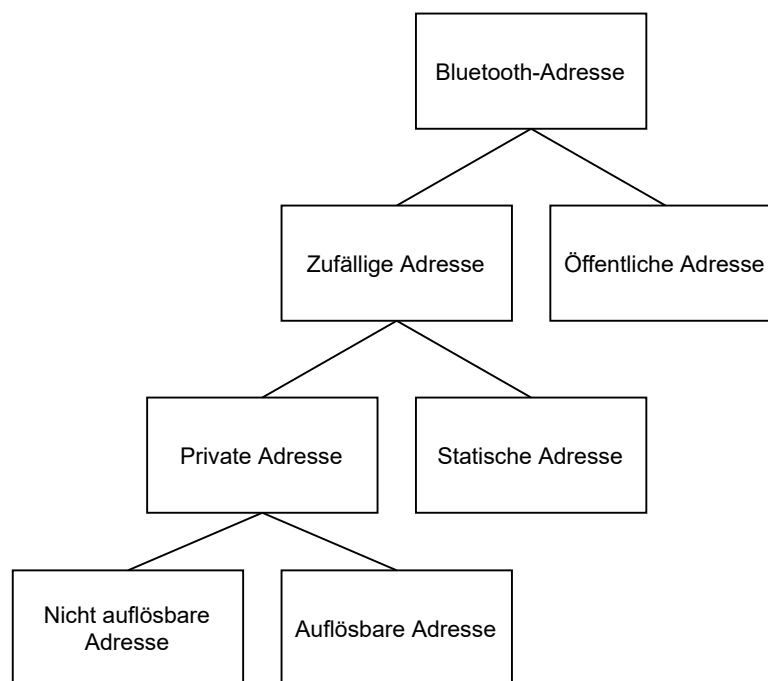 Bluetooth-Adresse
Zufällige Adresse
Öffentliche Adresse
Private Adresse
Statische Adresse
Nicht auflösbare
Adresse
Auflösbare Adresse